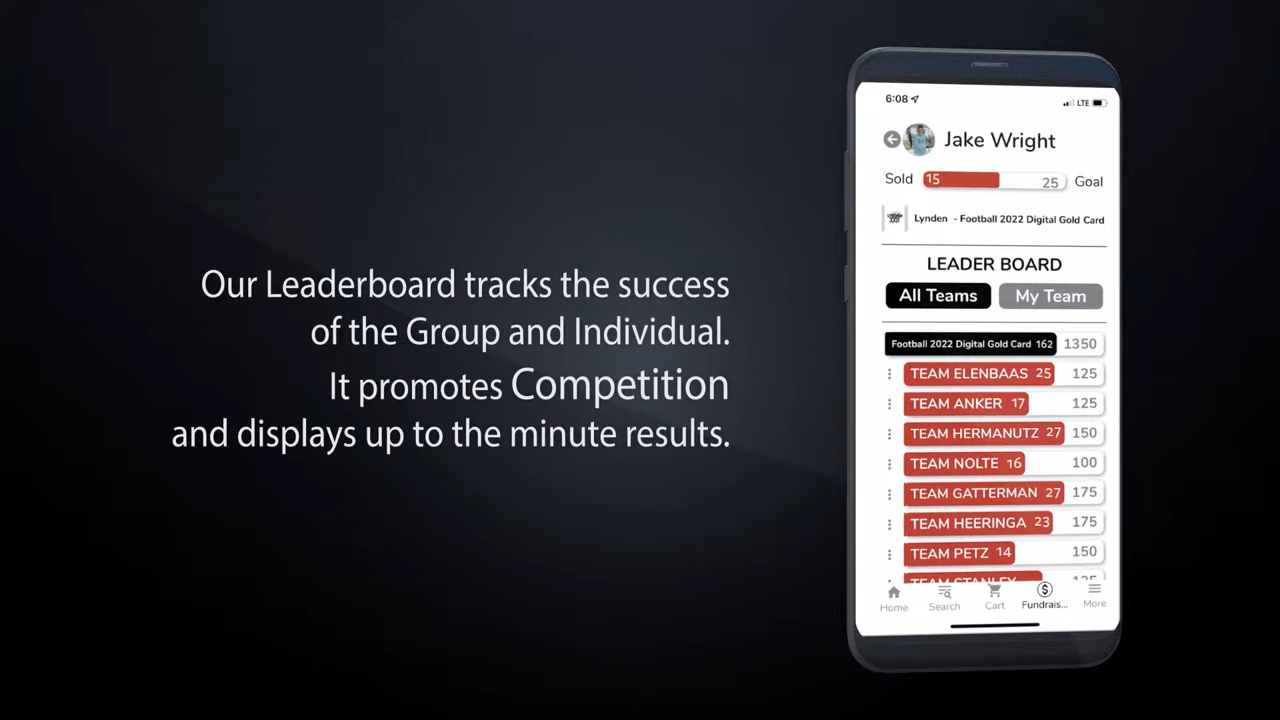 Our Leaderboard tracks the success
of the Group and Individual.
It promotes Competition
and displays up to the minute results.
6:08
LTE
Jake Wright
Sold 15 25 Goal
Lynden - Football 2022 Digital Gold Card
LEADER BOARD
All Teams My Team
Football 2022 Digital Gold Card 162 1350
TEAM ELENBAAS 25 125
TEAM ANKER 17 125
TEAM HERMANUTZ 27 150
TEAM NOLTE 16 100
TEAM GATTERMAN 27 175
TEAM HEERINGA 23 175
TEAM PETZ 14 150
TEAM STANLEY
Home Search Cart Fundrais... More